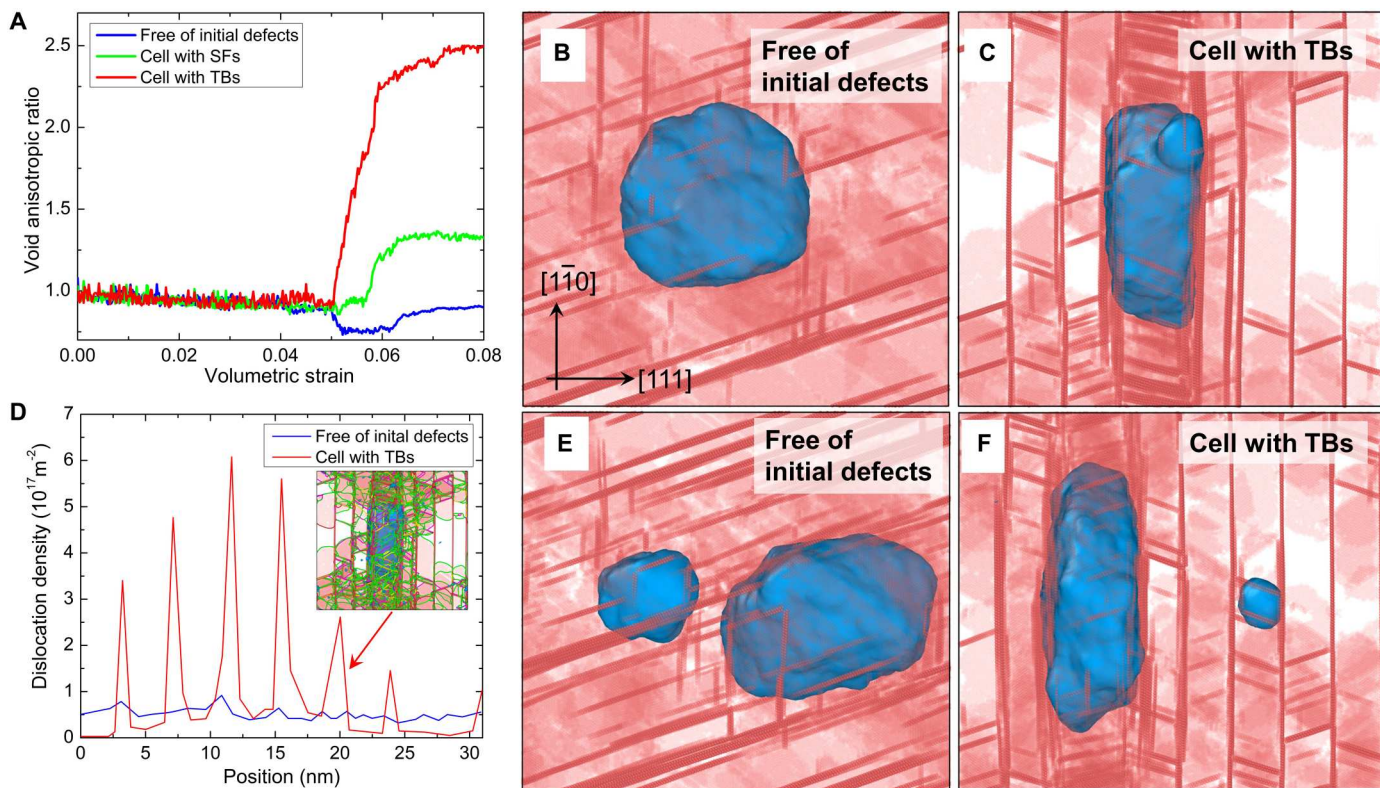 A
Void anisotropic ratio
2.5
2.0
1.5
1.0
Free of initial defects
Cell with SFs
Cell with TBs
0.00
0.02
0.04
0.06
0.08
Volumetric strain
B
Free of
initial defects
[11̅0]
[111]
C
Cell with TBs
D
Dislocation density (10¹⁷m⁻²)
7
6
5
4
3
2
1
0
Free of inital defects
Cell with TBs
0
5
10
15
20
25
30
Position (nm)
E
Free of
initial defects
F
Cell with TBs